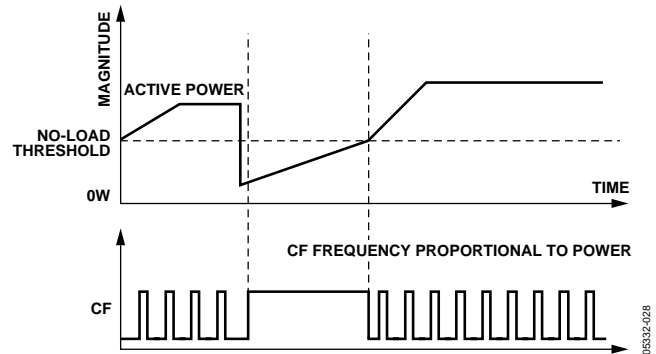 MAGNITUDE
ACTIVE POWER
NO-LOAD
THRESHOLD
0W
TIME
CF FREQUENCY PROPORTIONAL TO POWER
CF
05332-028